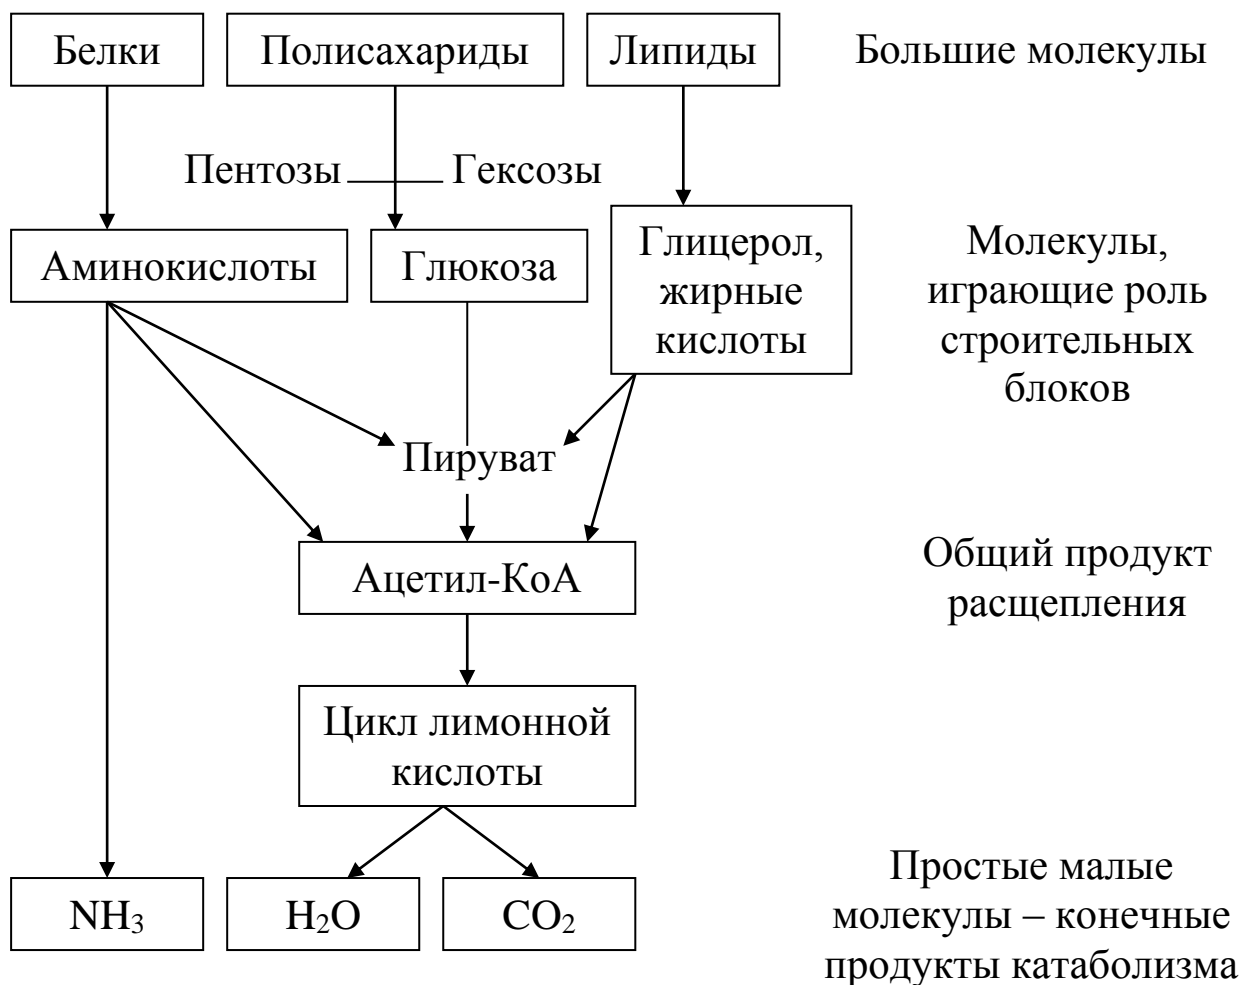 Белки
Полисахариды
Липиды
Большие молекулы
Пентозы
Гексозы
Аминокислоты
Глюкоза
Глицерол,
жирные
кислоты
Молекулы,
играющие роль
строительных
блоков
Пируват
Ацетил-КоА
Общий продукт
расщепления
Цикл лимонной
кислоты
NH₃
H₂O
CO₂
Простые малые
молекулы – конечные
продукты катаболизма